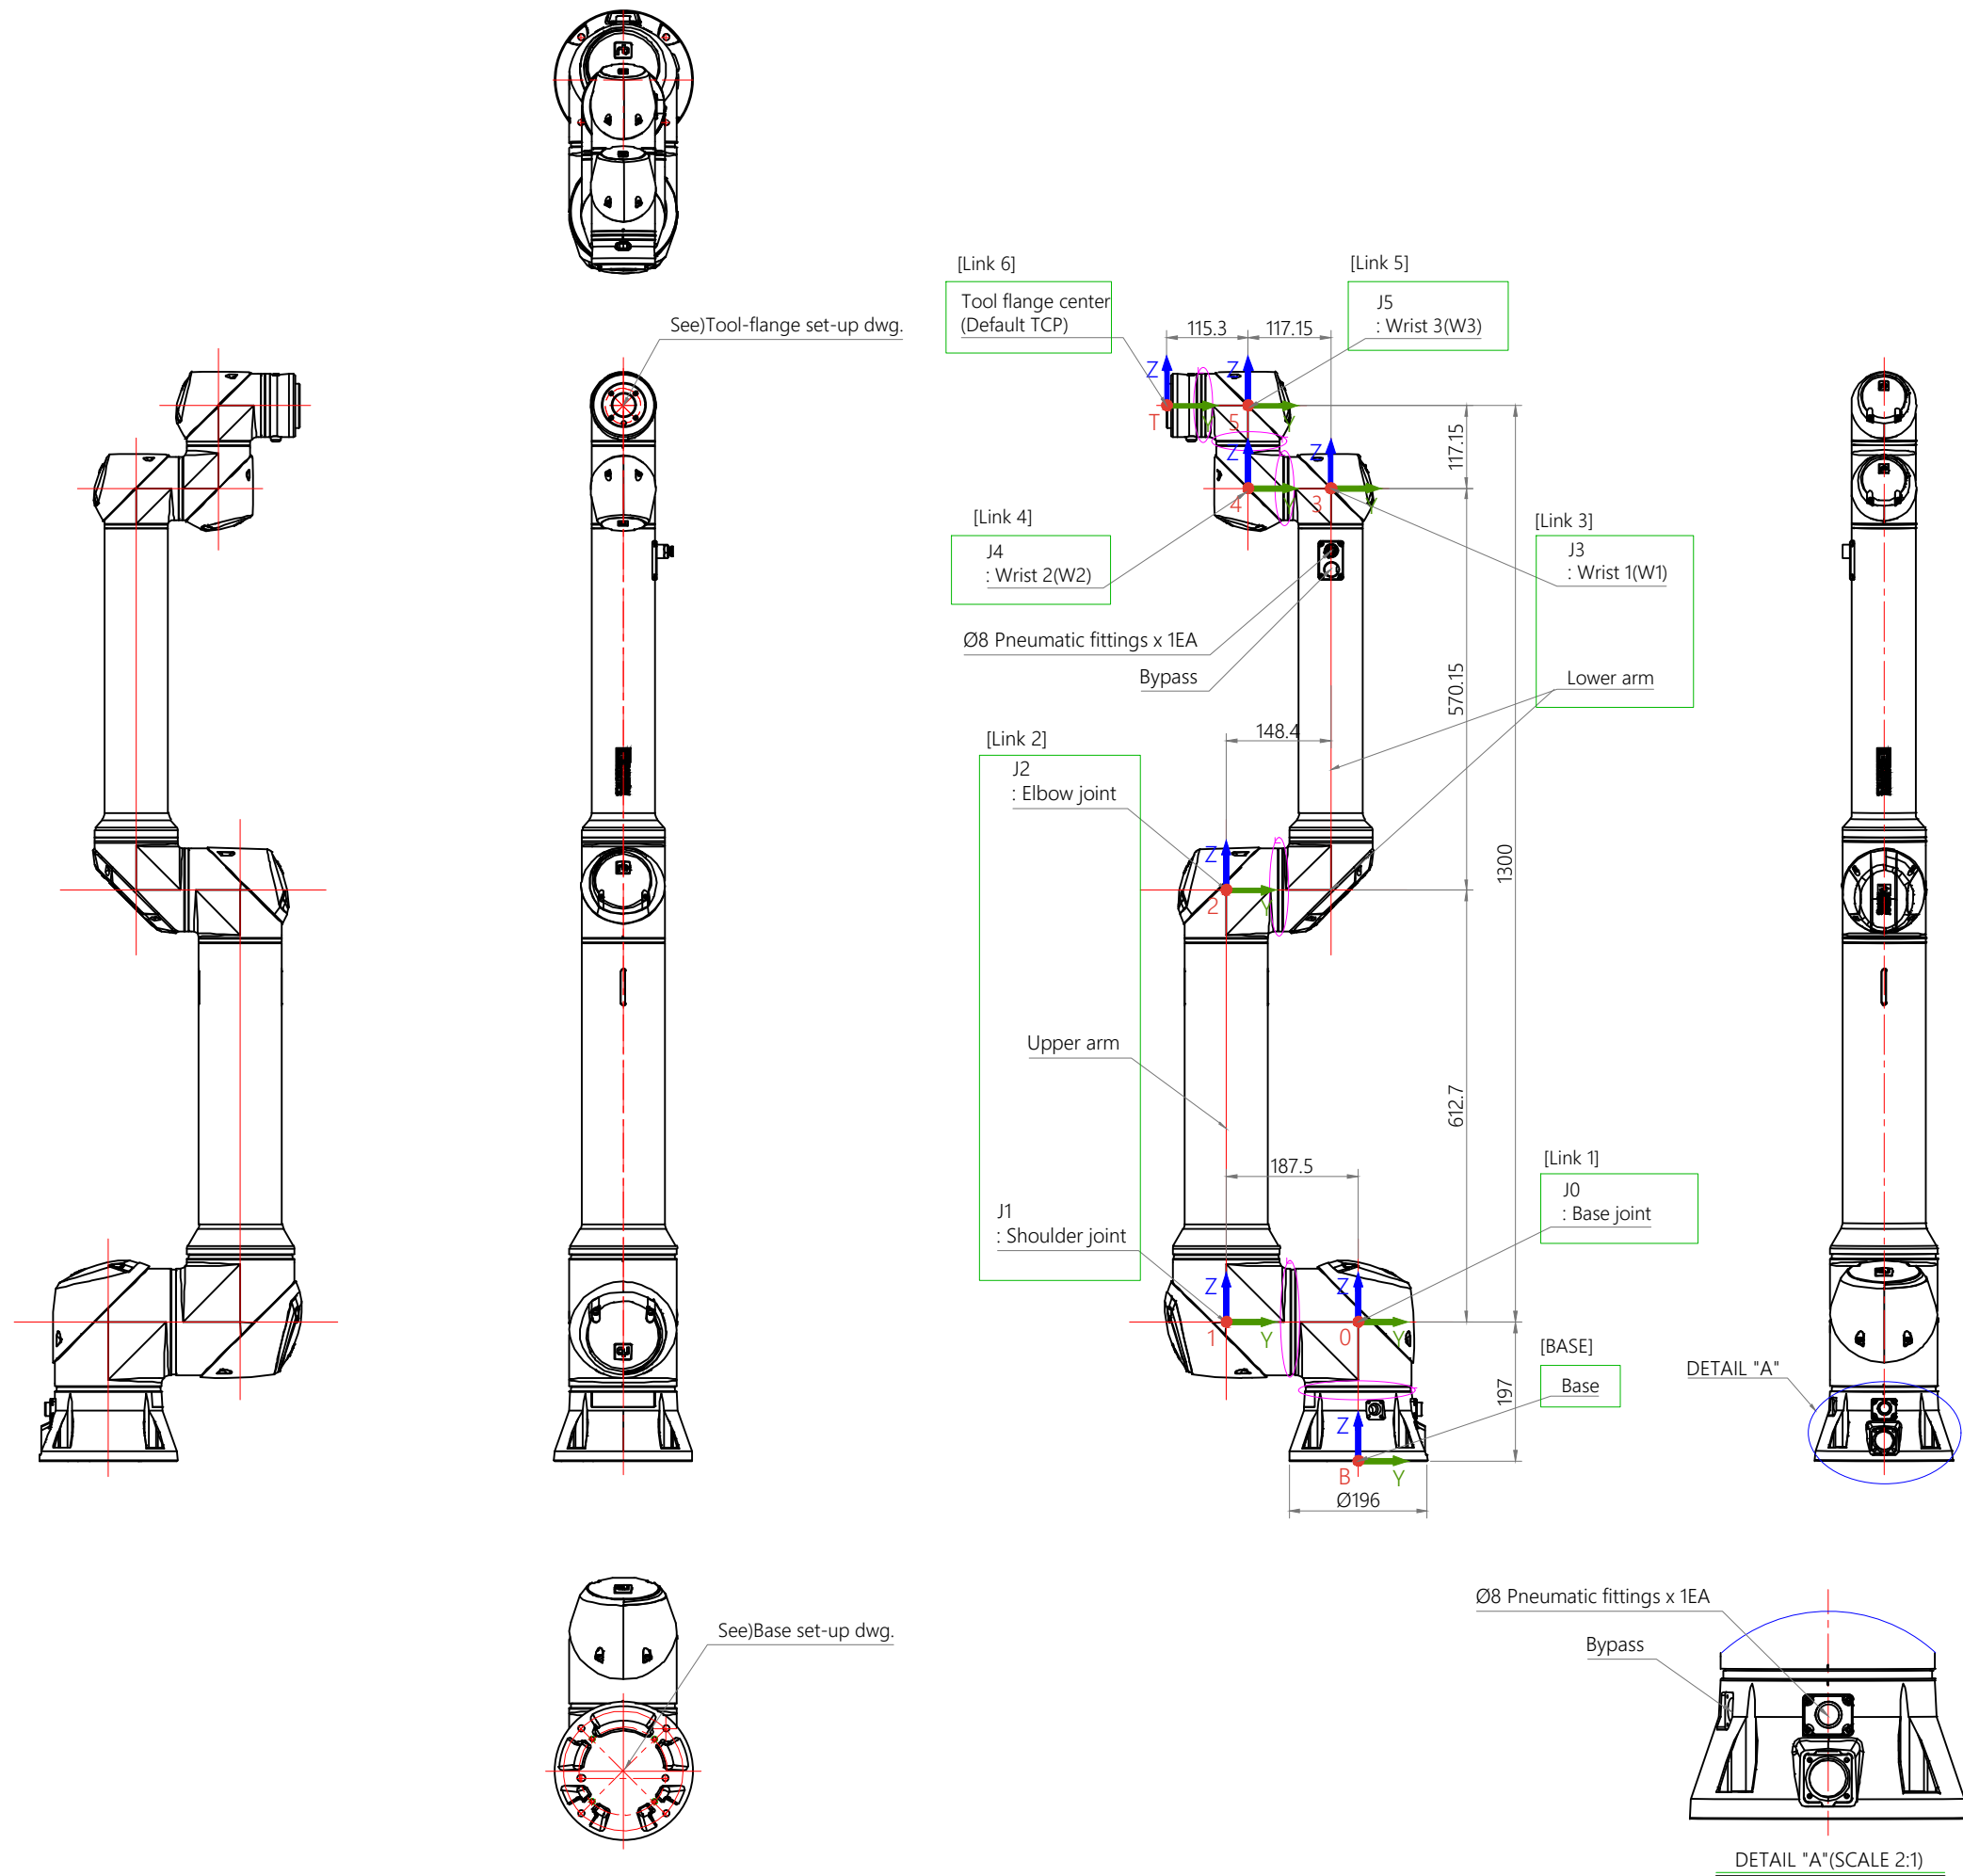 [Link 6]
Tool flange center
(Default TCP)
[Link 5]
J5
: Wrist 3(W3)
115.3
117.15
See)Tool-flange set-up dwg.
Z
Z
T
Y
5
Y
117.15
Z
Z
4
Y
3
Y
[Link 4]
J4
: Wrist 2(W2)
[Link 3]
J3
: Wrist 1(W1)
Lower arm
Ø8 Pneumatic fittings x 1EA
Bypass
570.15
148.4
[Link 2]
J2
: Elbow joint
Z
2
Y
1300
Upper arm
612.7
187.5
J1
: Shoulder joint
[Link 1]
J0
: Base joint
Z
Z
1
Y
0
Y
[BASE]
Base
197
Z
B
Y
Ø196
DETAIL "A"
See)Base set-up dwg.
Ø8 Pneumatic fittings x 1EA
Bypass
DETAIL "A"(SCALE 2:1)